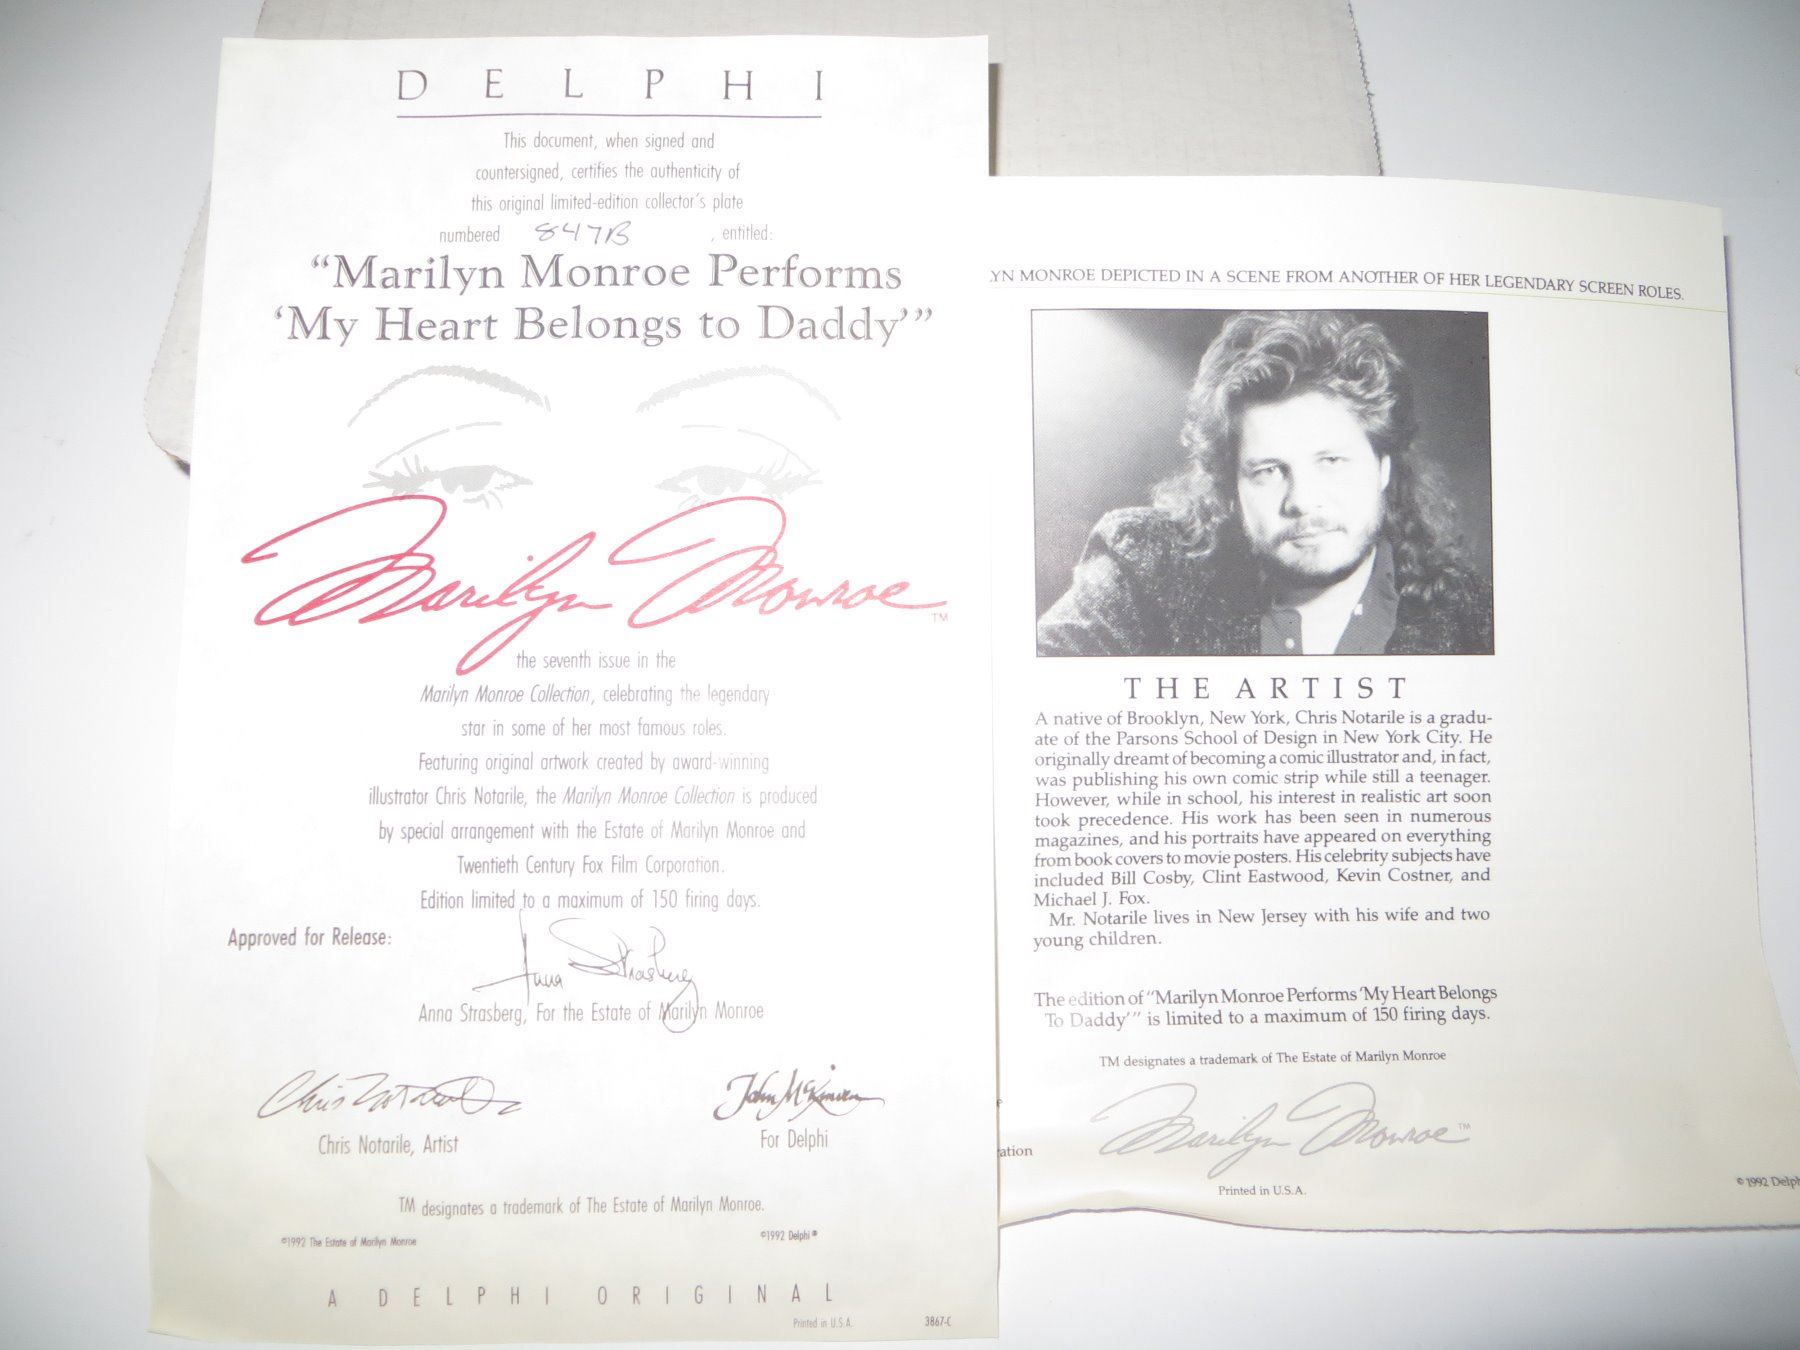 DELPHI
This document, when signed and
countersigned, certifies the authenticity of
this original limited-edition collector's plate
numbered 847B, entitled:
"Marilyn Monroe Performs
'My Heart Belongs to Daddy'"
Marilyn Monroe TM
the seventh issue in the
Marilyn Monroe Collection, celebrating the legendary
star in some of her most famous roles.
Featuring original artwork created by award-winning
illustrator Chris Notarile, the Marilyn Monroe Collection is produced
by special arrangement with the Estate of Marilyn Monroe and
Twentieth Century Fox Film Corporation.
Edition limited to a maximum of 150 firing days.
Approved for Release:
Anna Strasberg
Anna Strasberg, For the Estate of Marilyn Monroe
Chris Notarile
John McKinven
Chris Notarile, Artist
For Delphi
TM designates a trademark of The Estate of Marilyn Monroe.
©1992 The Estate of Marilyn Monroe
©1992 Delphi®
A DELPHI ORIGINAL
Printed in U.S.A.
3867-C
YN MONROE DEPICTED IN A SCENE FROM ANOTHER OF HER LEGENDARY SCREEN ROLES.
THE ARTIST
A native of Brooklyn, New York, Chris Notarile is a gradu-
ate of the Parsons School of Design in New York City. He
originally dreamt of becoming a comic illustrator and, in fact,
was publishing his own comic strip while still a teenager.
However, while in school, his interest in realistic art soon
took precedence. His work has been seen in numerous
magazines, and his portraits have appeared on everything
from book covers to movie posters. His celebrity subjects have
included Bill Cosby, Clint Eastwood, Kevin Costner, and
Michael J. Fox.
Mr. Notarile lives in New Jersey with his wife and two
young children.
The edition of "Marilyn Monroe Performs 'My Heart Belongs
To Daddy'" is limited to a maximum of 150 firing days.
TM designates a trademark of The Estate of Marilyn Monroe
Marilyn Monroe TM
ation
Printed in U.S.A.
©1992 Delph